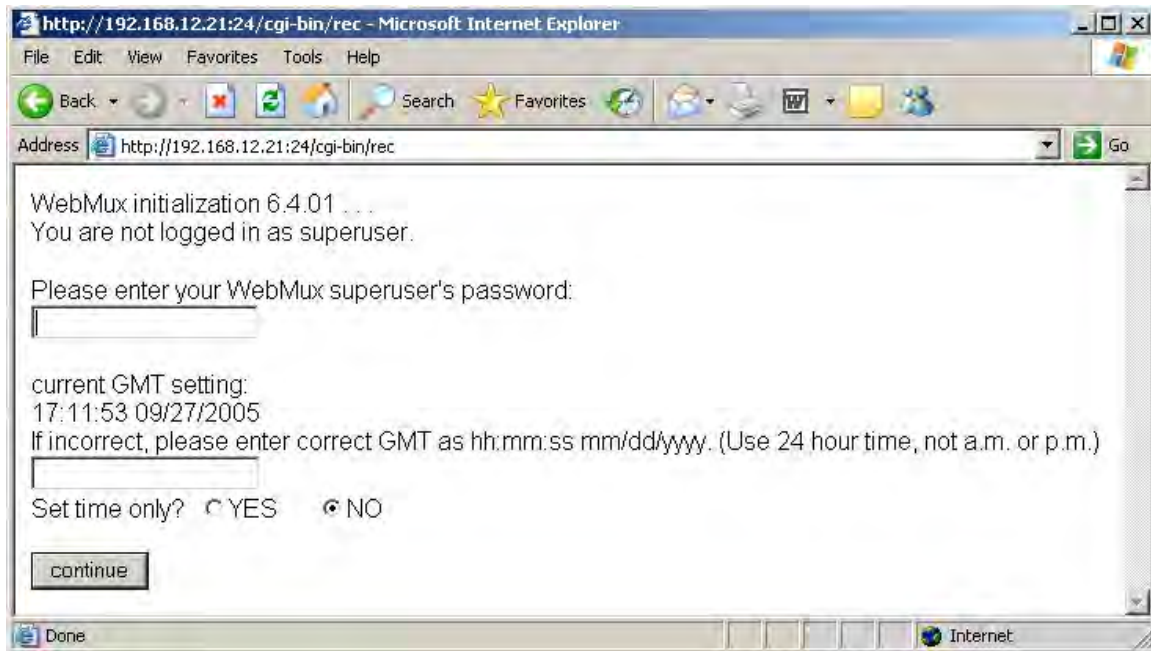 http://192.168.12.21:24/cgi-bin/rec - Microsoft Internet Explorer
File Edit View Favorites Tools Help
Back Search Favorites
Address http://192.168.12.21:24/cgi-bin/rec Go
WebMux initialization 6.4.01 . . .
You are not logged in as superuser.
Please enter your WebMux superuser's password:
current GMT setting:
17:11:53 09/27/2005
If incorrect, please enter correct GMT as hh:mm:ss mm/dd/yyyy. (Use 24 hour time, not a.m. or p.m.)
Set time only? YES NO
continue
Done Internet